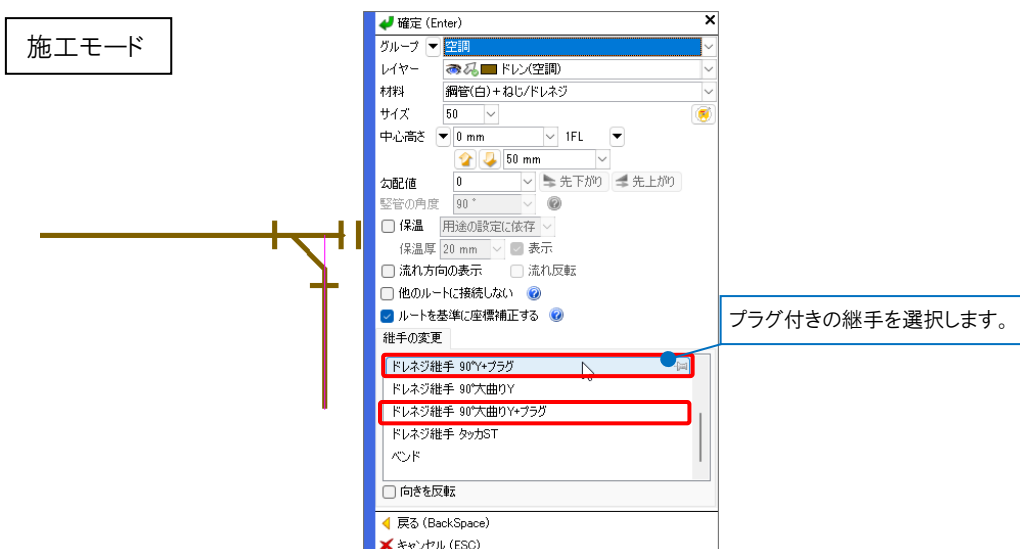 施工モード
確定 (Enter)
グループ 空調
レイヤー ドレン(空調)
材料 鋼管(白)+ねじ/ドレネジ
サイズ 50
中心高さ 0 mm 1FL
50 mm
勾配値 0 先下がり 先上がり
竪管の角度 90 °
保温 用途の設定に依存
保温厚 20 mm 表示
流れ方向の表示 流れ反転
他のルートに接続しない
ルートを基準に座標補正する
プラグ付きの継手を選択します。
継手の変更
ドレネジ継手 90°Y+プラグ
ドレネジ継手 90°大曲りY
ドレネジ継手 90°大曲りY+プラグ
ドレネジ継手 タッカST
ベンド
向きを反転
戻る (BackSpace)
キャンセル (ESC)